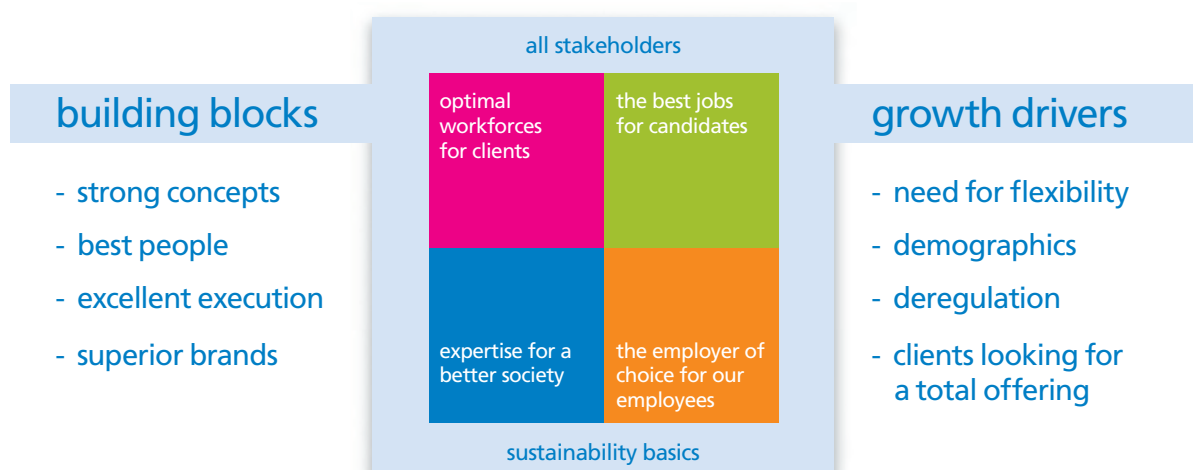 all stakeholders
building blocks
- strong concepts
- best people
- excellent execution
- superior brands
optimal
workforces
for clients
the best jobs
for candidates
expertise for a
better society
the employer of
choice for our
employees
sustainability basics
growth drivers
- need for flexibility
- demographics
- deregulation
- clients looking for
a total offering